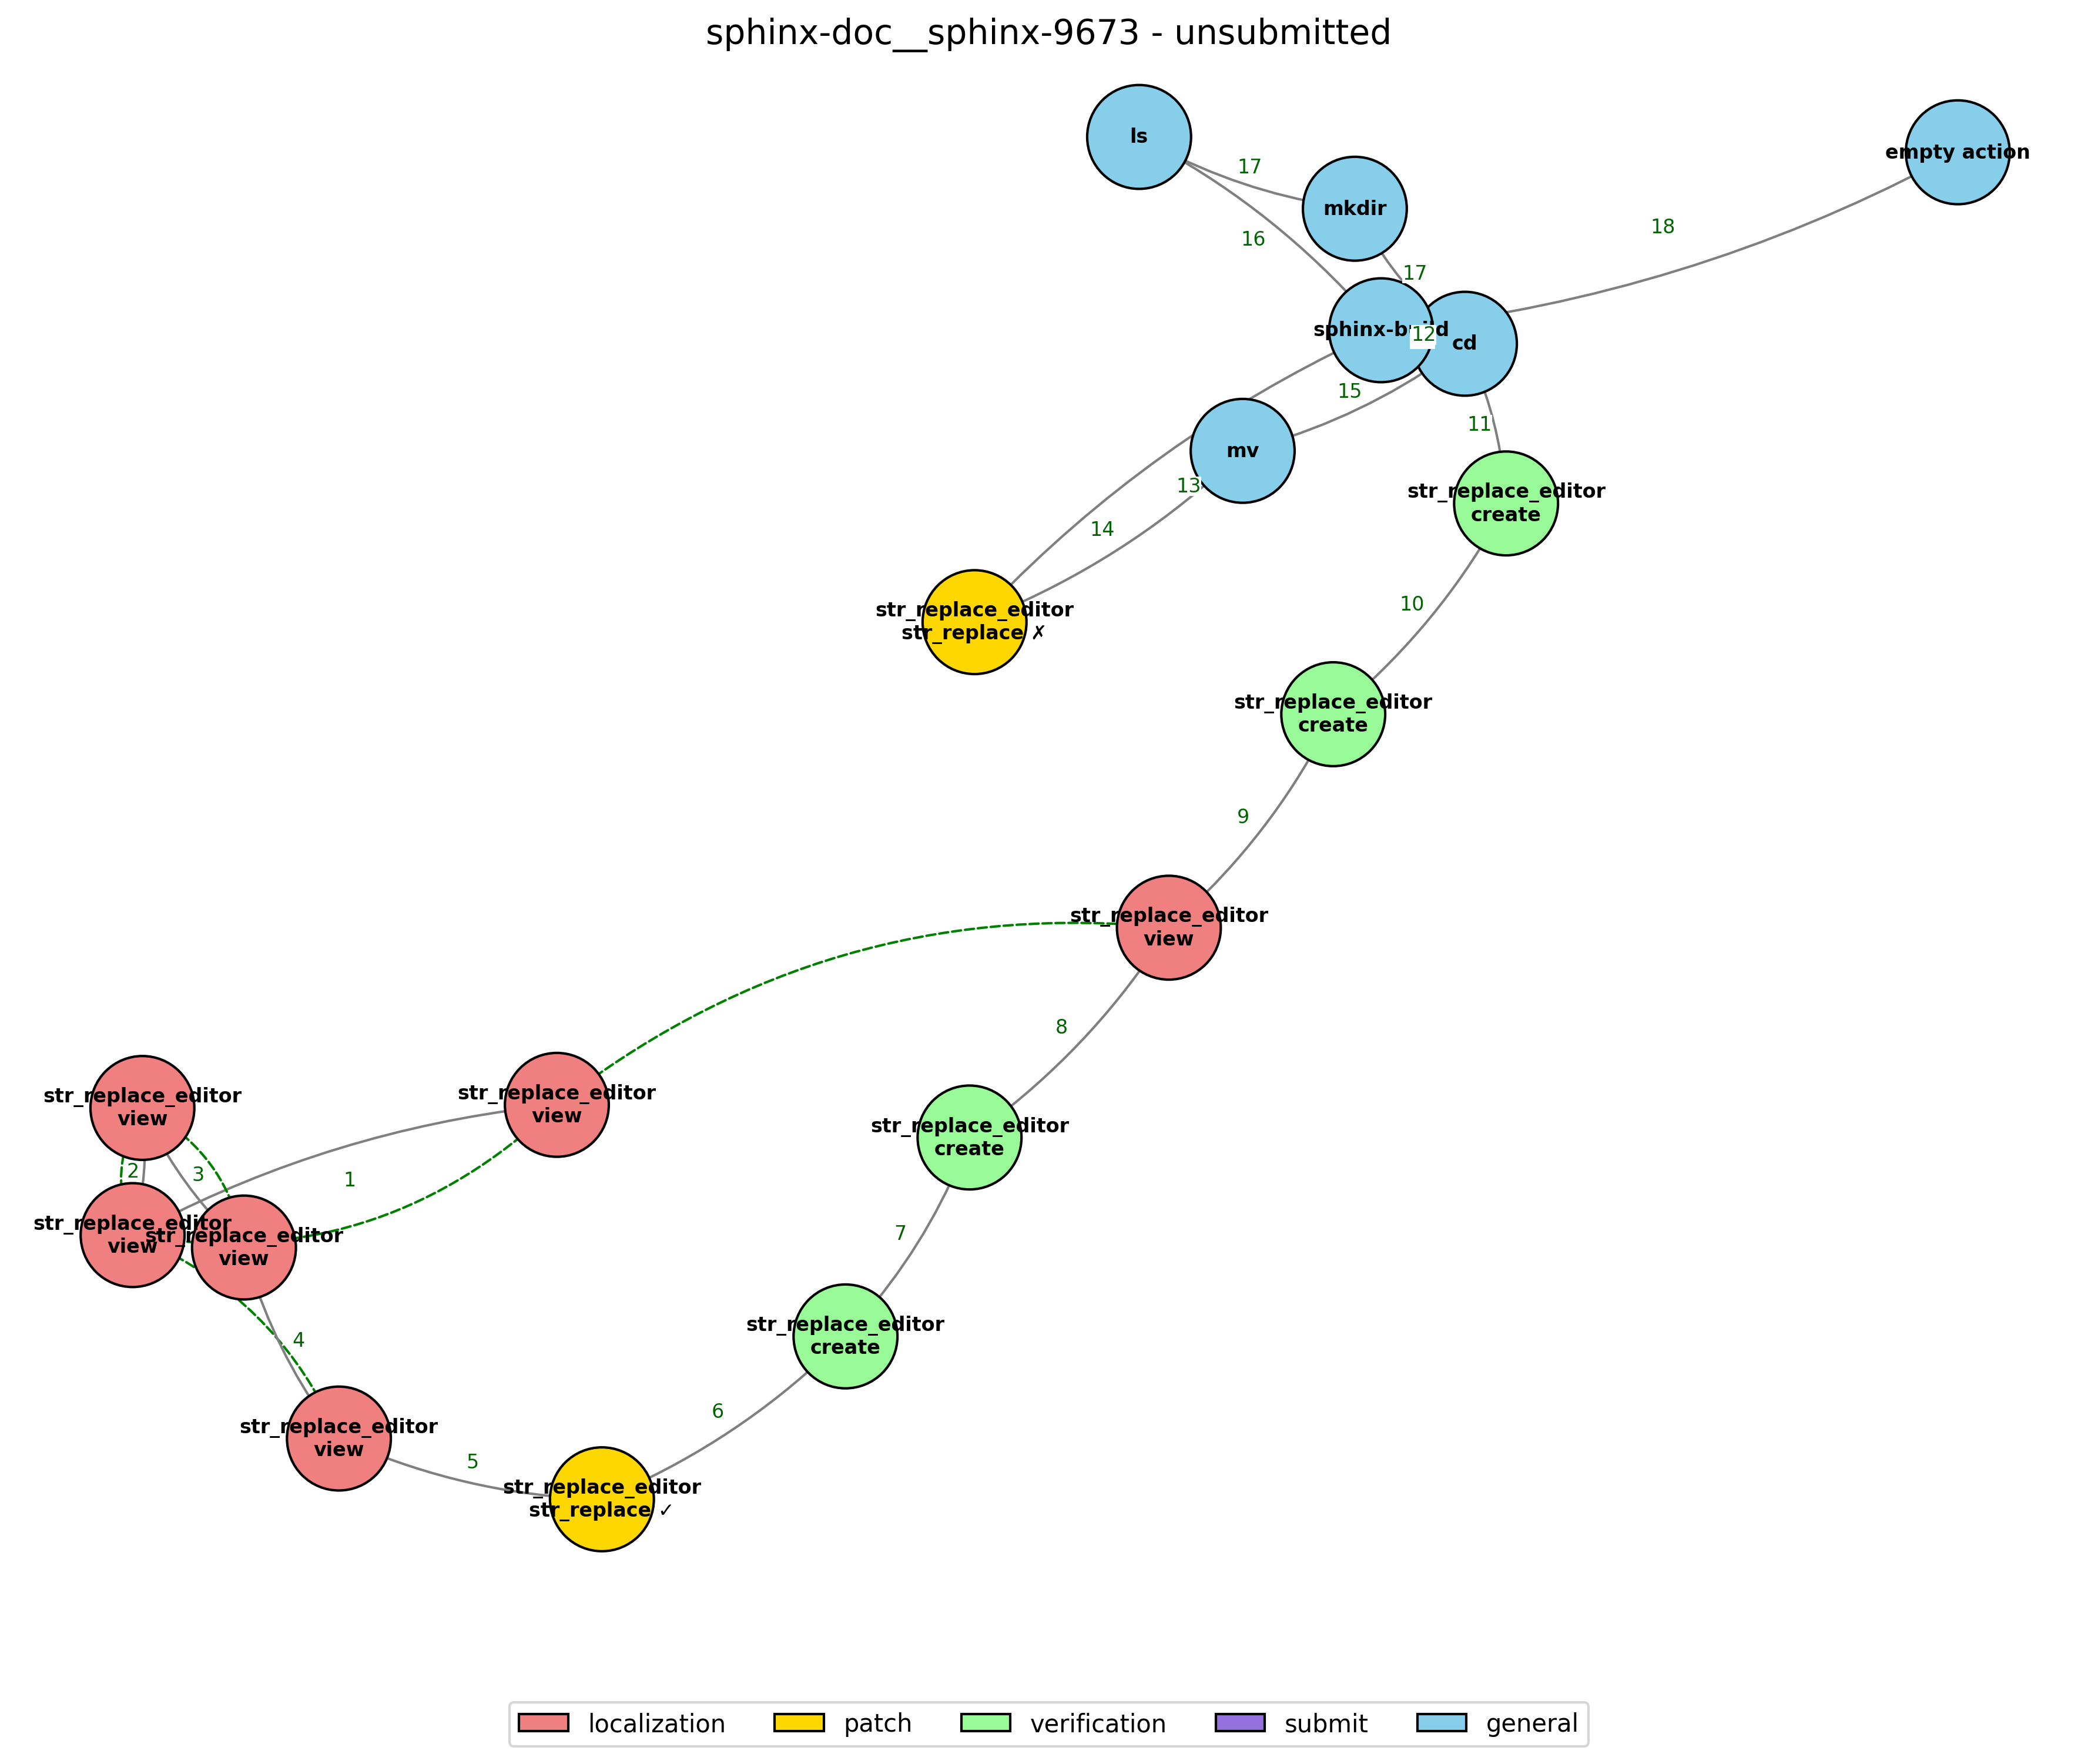 sphinx-doc__sphinx-9673 - unsubmitted
ls
empty action
17
mkdir
18
16
17
sphinx-build
12
cd
15
11
mv
13
str_replace_editor
create
14
str_replace_editor
str_replace ✗
10
str_replace_editor
create
9
str_replace_editor
view
8
str_replace_editor
view
str_replace_editor
view
str_replace_editor
create
2
3
1
str_replace_editor
view
str_replace_editor
view
7
4
str_replace_editor
create
6
str_replace_editor
view
5
str_replace_editor
str_replace ✓
localization
patch
verification
submit
general